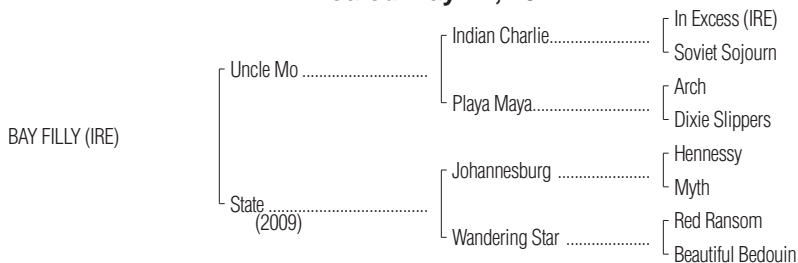 In Excess (IRE)
Indian Charlie
Soviet Sojourn
Uncle Mo
Arch
Playa Maya
Dixie Slippers
BAY FILLY (IRE)
Hennessy
Johannesburg
Myth
State
(2009)
Red Ransom
Wandering Star
Beautiful Bedouin